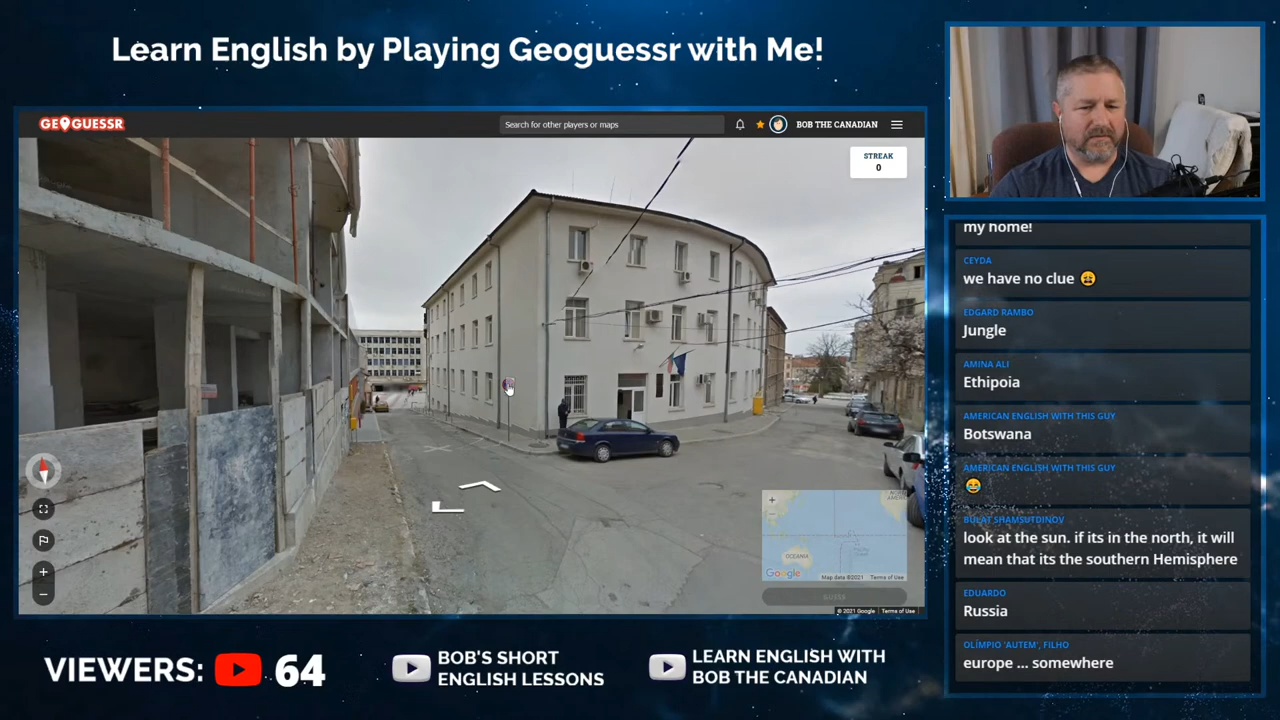 Learn English by Playing Geoguessr with Me!
GEOGUESSR
Search for other players or maps
BOB THE CANADIAN
STREAK
0
OCEANIA
Google
Map data ©2021
Terms of Use
GUESS
© 2021 Google
Terms of Use
my home!
CEYDA
we have no clue 😩
EDGARD RAMBO
Jungle
AMINA ALI
Ethipoia
AMERICAN ENGLISH WITH THIS GUY
Botswana
AMERICAN ENGLISH WITH THIS GUY
😂
BULAT SHAMSUTDINOV
look at the sun. if its in the north, it will
mean that its the southern Hemisphere
EDUARDO
Russia
OLÍMPIO 'AUTEM', FILHO
europe ... somewhere
VIEWERS: 64
BOB'S SHORT
ENGLISH LESSONS
LEARN ENGLISH WITH
BOB THE CANADIAN